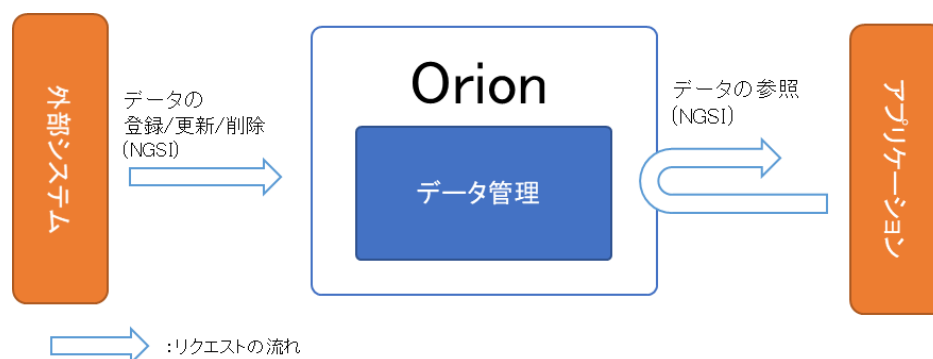 外部システム
データの
登録/更新/削除
(NGSI)
Orion
データ管理
データの参照
(NGSI)
アプリケーション
:リクエストの流れ